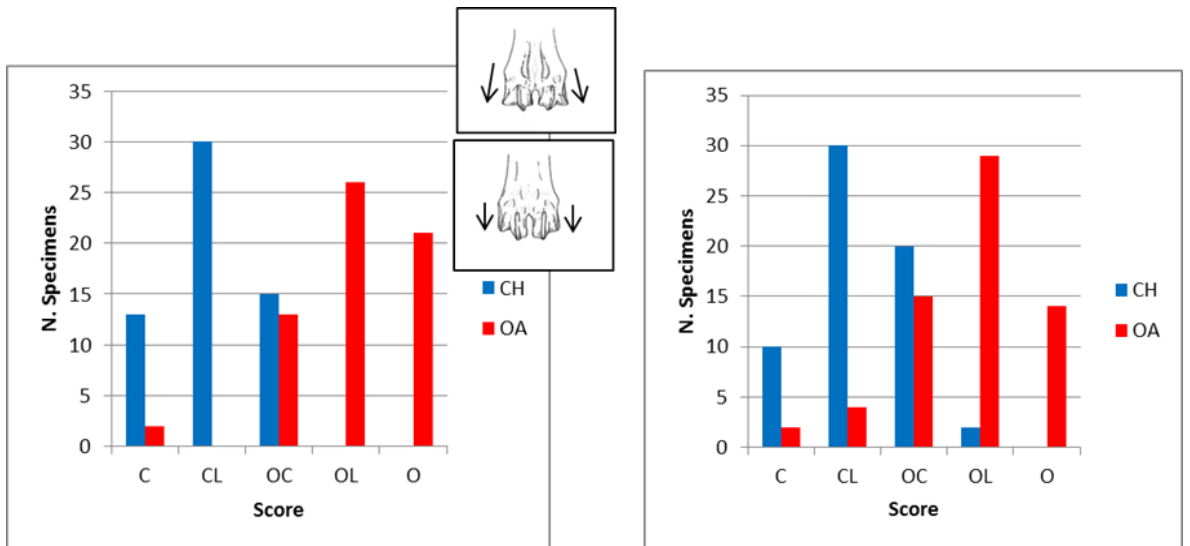 35
30
25
20
15
10
5
0
N. Specimens
C CL OC OL O
Score
CH
OA
35
30
25
20
15
10
5
0
N. Specimens
C CL OC OL O
Score
CH
OA